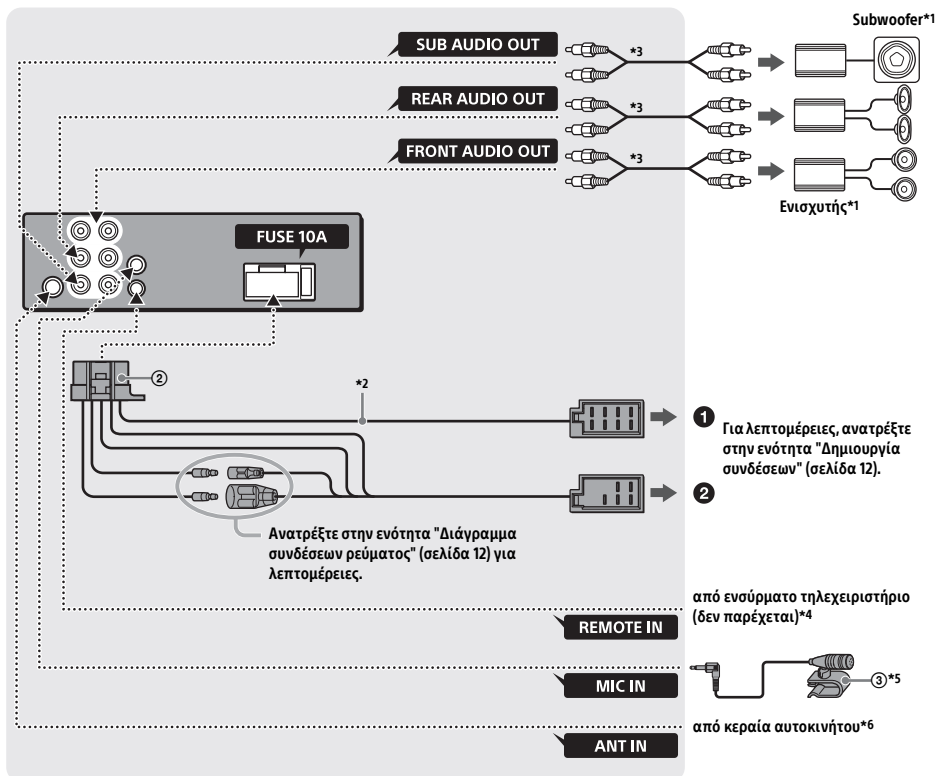 Subwoofer*1
SUB AUDIO OUT
*3
REAR AUDIO OUT
*3
FRONT AUDIO OUT
*3
Ενισχυτής*1
FUSE 10A
②
*2
❶
Για λεπτομέρειες, ανατρέξτε
στην ενότητα "Δημιουργία
συνδέσεων" (σελίδα 12).
❷
Ανατρέξτε στην ενότητα "Διάγραμμα
συνδέσεων ρεύματος" (σελίδα 12) για
λεπτομέρειες.
από ενσύρματο τηλεχειριστήριο
(δεν παρέχεται)*4
REMOTE IN
③*5
MIC IN
από κεραία αυτοκινήτου*6
ANT IN